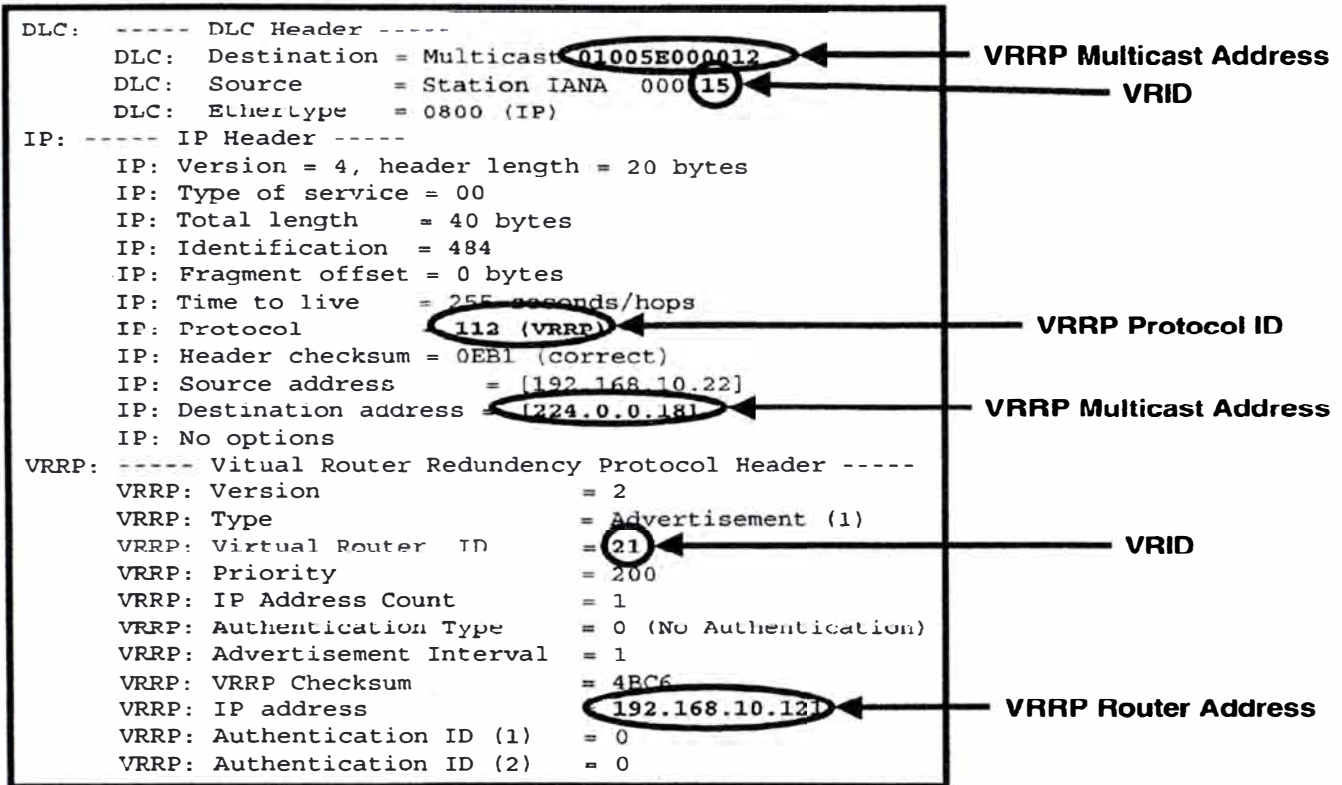 DLC: ----- DLC Header -----
DLC: Destination = Multicast 01005E000012
VRRP Multicast Address
DLC: Source = Station IANA 000115
VRID
DLC: Ethertype = 0800 (IP)
IP: ----- IP Header -----
IP: Version = 4, header length = 20 bytes
IP: Type of service = 00
IP: Total length = 40 bytes
IP: Identification = 484
IP: Fragment offset = 0 bytes
IP: Time to live = 255 seconds/hops
IP: Protocol = 112 (VRRP)
VRRP Protocol ID
IP: Header checksum = 0EB1 (correct)
IP: Source address = [192.168.10.22]
IP: Destination address = [224.0.0.18]
VRRP Multicast Address
IP: No options
VRRP: ----- Vitual Router Redundency Protocol Header -----
VRRP: Version = 2
VRRP: Type = Advertisement (1)
VRRP: Virtual Router ID = 21
VRID
VRRP: Priority = 200
VRRP: IP Address Count = 1
VRRP: Authentication Type = 0 (No Authentication)
VRRP: Advertisement Interval = 1
VRRP: VRRP Checksum = 4BC6
VRRP: IP address 192.168.10.12]
VRRP Router Address
VRRP: Authentication ID (1) = 0
VRRP: Authentication ID (2) = 0